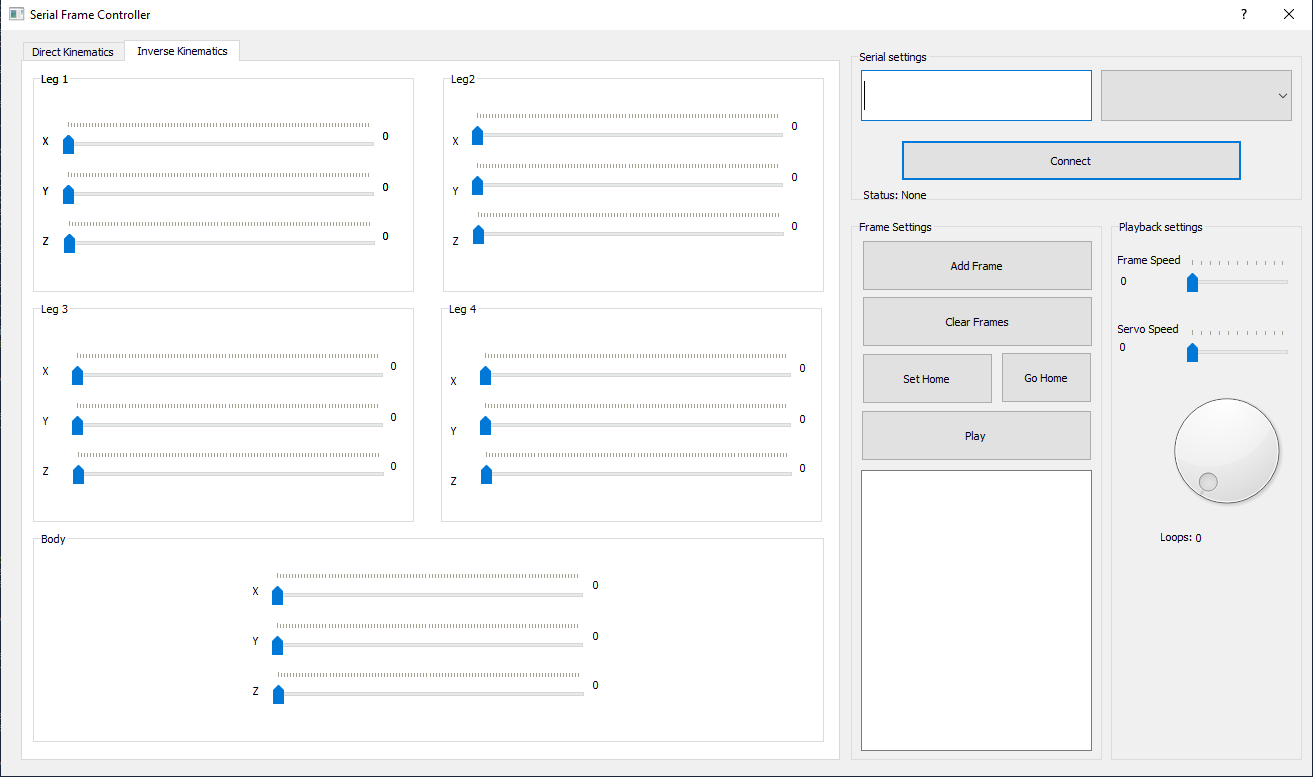 Serial Frame Controller
?
Direct Kinematics
Inverse Kinematics
Leg 1
X
0
Y
0
Z
0
Leg2
X
0
Y
0
Z
0
Leg 3
X
0
Y
0
Z
0
Leg 4
X
0
Y
0
Z
0
Body
X
0
Y
0
Z
0
Serial settings
Connect
Status: None
Frame Settings
Add Frame
Clear Frames
Set Home
Go Home
Play
Playback settings
Frame Speed
0
Servo Speed
0
Loops: 0